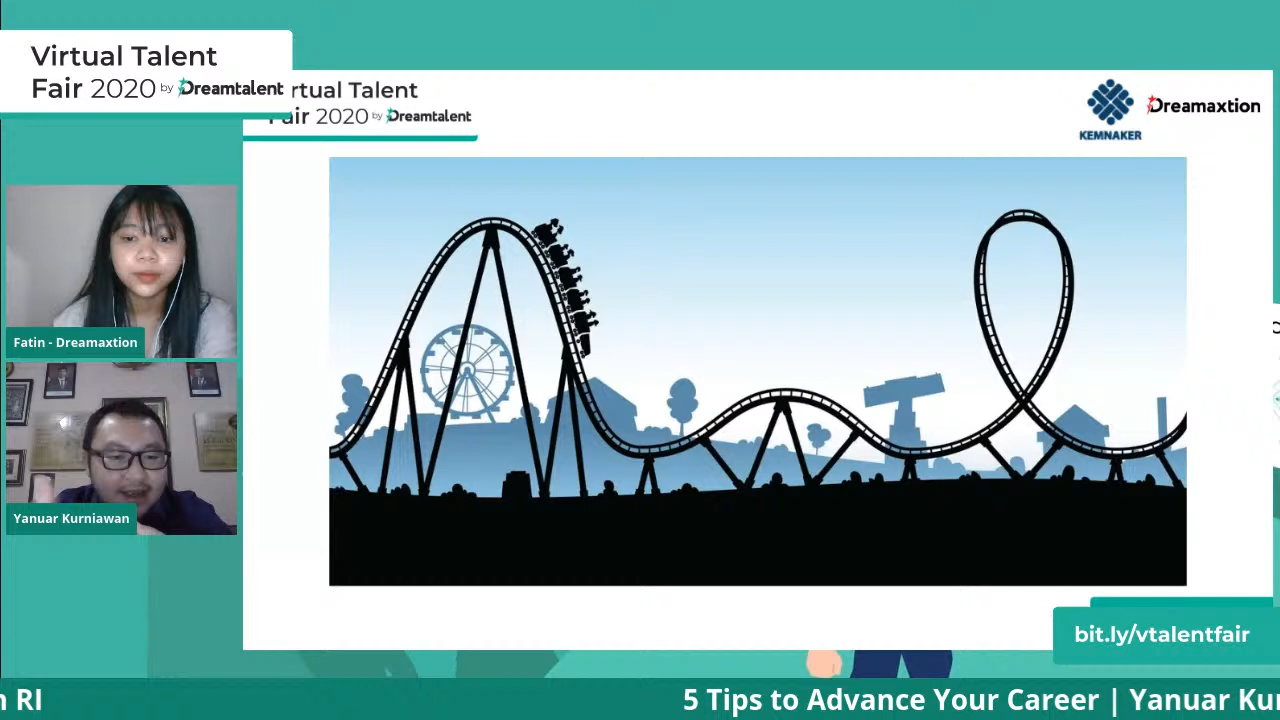 Virtual Talent
Fair 2020 by Dreamtalent
rtual Talent
Fair 2020 by Dreamtalent
KEMNAKER
Dreamaxtion
Fatin - Dreamaxtion
Yanuar Kurniawan
bit.ly/vtalentfair
n RI
5 Tips to Advance Your Career | Yanuar Kur